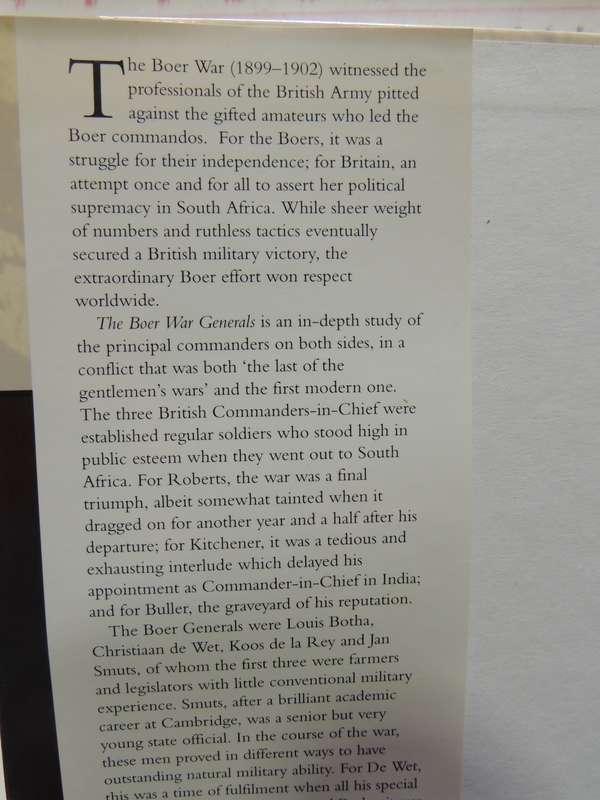 The Boer War (1899–1902) witnessed the
professionals of the British Army pitted
against the gifted amateurs who led the
Boer commandos. For the Boers, it was a
struggle for their independence; for Britain, an
attempt once and for all to assert her political
supremacy in South Africa. While sheer weight
of numbers and ruthless tactics eventually
secured a British military victory, the
extraordinary Boer effort won respect
worldwide.
The Boer War Generals is an in-depth study of
the principal commanders on both sides, in a
conflict that was both ‘the last of the
gentlemen’s wars’ and the first modern one.
The three British Commanders-in-Chief were
established regular soldiers who stood high in
public esteem when they went out to South
Africa. For Roberts, the war was a final
triumph, albeit somewhat tainted when it
dragged on for another year and a half after his
departure; for Kitchener, it was a tedious and
exhausting interlude which delayed his
appointment as Commander-in-Chief in India;
and for Buller, the graveyard of his reputation.
The Boer Generals were Louis Botha,
Christiaan de Wet, Koos de la Rey and Jan
Smuts, of whom the first three were farmers
and legislators with little conventional military
experience. Smuts, after a brilliant academic
career at Cambridge, was a senior but very
young state official. In the course of the war,
these men proved in different ways to have
outstanding natural military ability. For De Wet,
this was a time of fulfilment when all his special